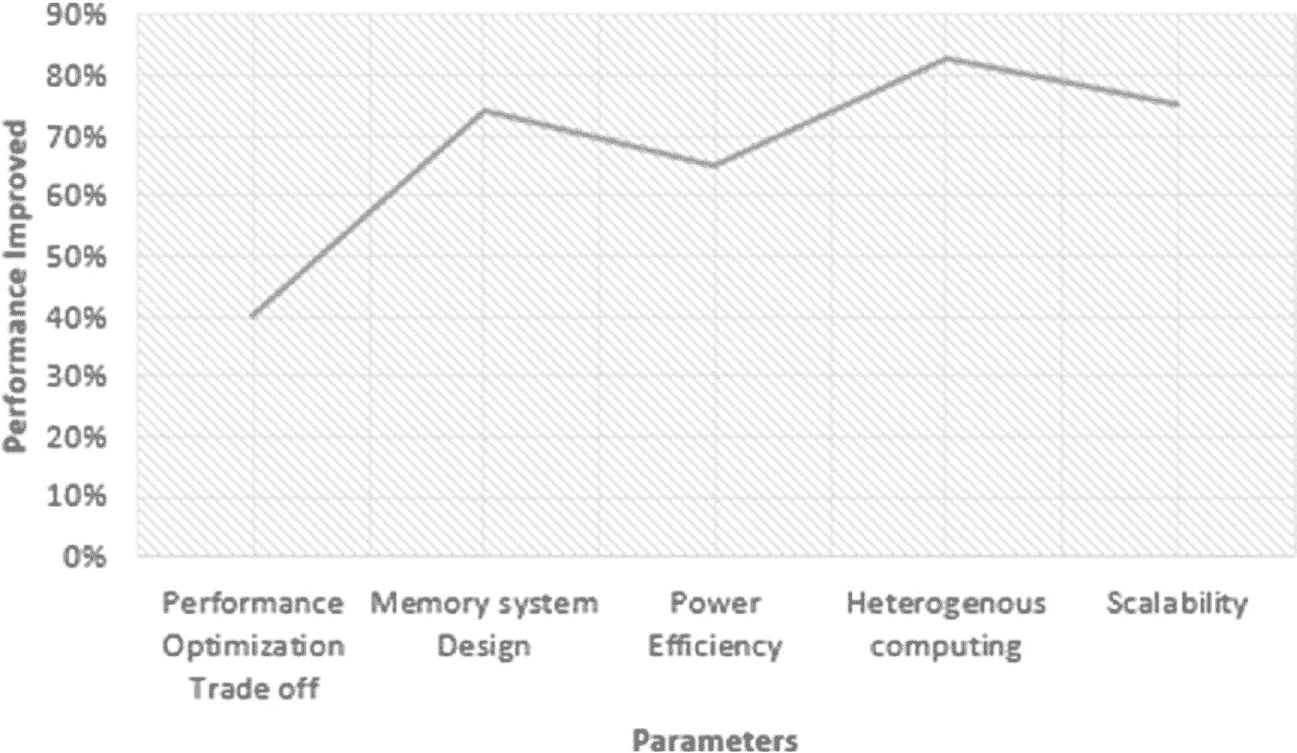 90%
80%
70%
60%
50%
40%
30%
20%
10%
0%
Performance Improved
Performance
Optimization
Trade off
Memory system
Design
Power
Efficiency
Heterogenous
computing
Scalability
Parameters